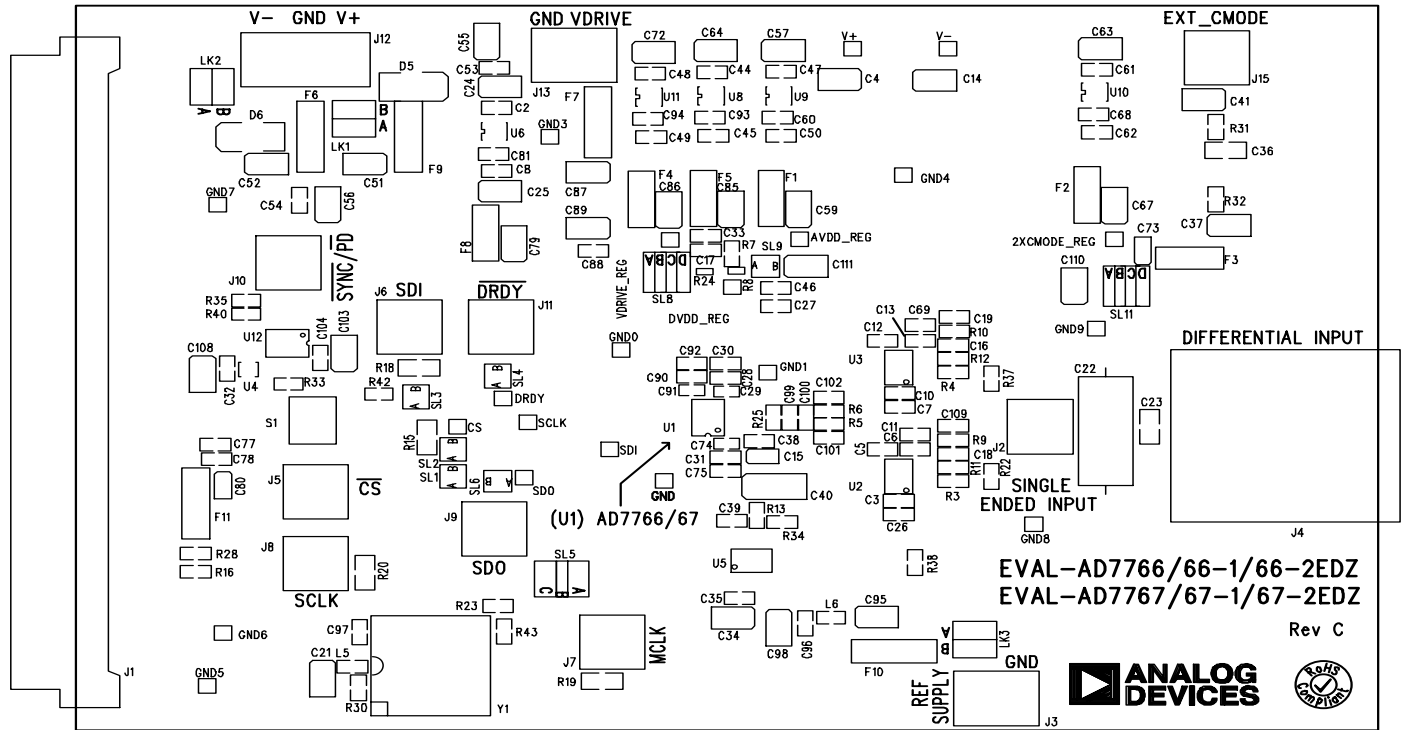 V- GND V+
GND VDRIVE
EXT_CMODE
J12
C55
C72
C64
C57
V+
V-
C63
LK2
D5
C53
C48
C44
C47
C4
C14
C61
J15
A
B
F6
C24
J13
F7
U11
U8
U9
U10
C41
B
A
C2
C94
C93
C60
C68
R31
D6
U6
GND3
C49
C45
C50
C62
C36
LK1
C81
C52
C51
F9
C8
GND4
GND7
C54
C56
C25
C87
F4
C86
F5
C85
F1
C59
F2
C67
R32
C37
F8
C79
C89
C33
R7
SL9
AVDD_REG
2XCMODE_REG
C73
C88
A B
C111
F3
J10
SYNC/PD
VDRIVE_REG
DCBA
SL8
C17
R24
R8
C46
C27
C110
DCBA
SL11
R35
R40
J6
SDI
DRDY
J11
DVDD_REG
GND9
U12
C104
C103
GND0
C13
C69
C19
R10
C12
C16
R12
DIFFERENTIAL INPUT
C108
C32
U4
R33
R18
R42
A B
SL3
A B
SL4
C92
C30
C90
C28
C91
C29
GND1
U3
R4
R37
C22
DRDY
C99
C100
C102
C10
C7
C23
S1
CS
SCLK
U1
R25
R6
R5
C109
C77
C78
R15
SL2
A B
SL1
A B
SL6
A B
SDI
C74
C38
C101
C11
C6
C5
R9
C18
R11
J2
C31
C15
C75
R22
J5
CS
C80
SDO
GND
C40
U2
R3
SINGLE
ENDED INPUT
F11
J9
(U1) AD7766/67
C3
C39
R13
R34
C26
GND8
J4
J8
R28
R16
R20
SDO
SL5
C B A
U5
R38
EVAL-AD7766/66-1/66-2EDZ
EVAL-AD7767/67-1/67-2EDZ
SCLK
R23
C35
L6
C95
Rev C
GND6
C97
R43
C34
C98
C96
A
B
LK3
J1
C21
L5
J7
MCLK
F10
GND
GND5
R19
REF
SUPPLY
ANALOG
DEVICES
RoHS
Compliant
R30
Y1
J3